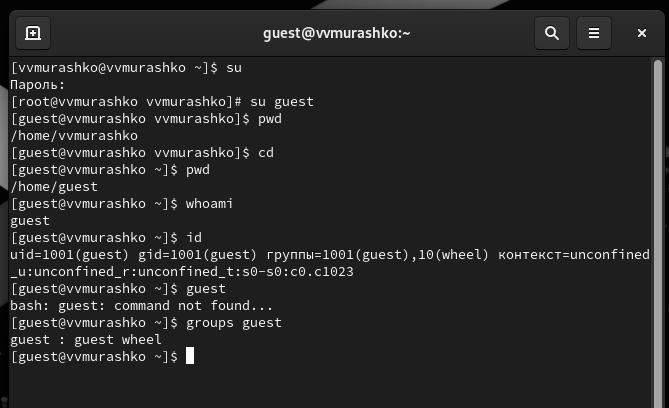 guest@vvmurashko:~
[vvmurashko@vvmurashko ~]$ su
Пароль:
[root@vvmurashko vvmurashko]# su guest
[guest@vvmurashko vvmurashko]$ pwd
/home/vvmurashko
[guest@vvmurashko vvmurashko]$ cd
[guest@vvmurashko ~]$ pwd
/home/guest
[guest@vvmurashko ~]$ whoami
guest
[guest@vvmurashko ~]$ id
uid=1001(guest) gid=1001(guest) группы=1001(guest),10(wheel) контекст=unconfined
_u:unconfined_r:unconfined_t:s0-s0:c0.c1023
[guest@vvmurashko ~]$ guest
bash: guest: command not found...
[guest@vvmurashko ~]$ groups guest
guest : guest wheel
[guest@vvmurashko ~]$